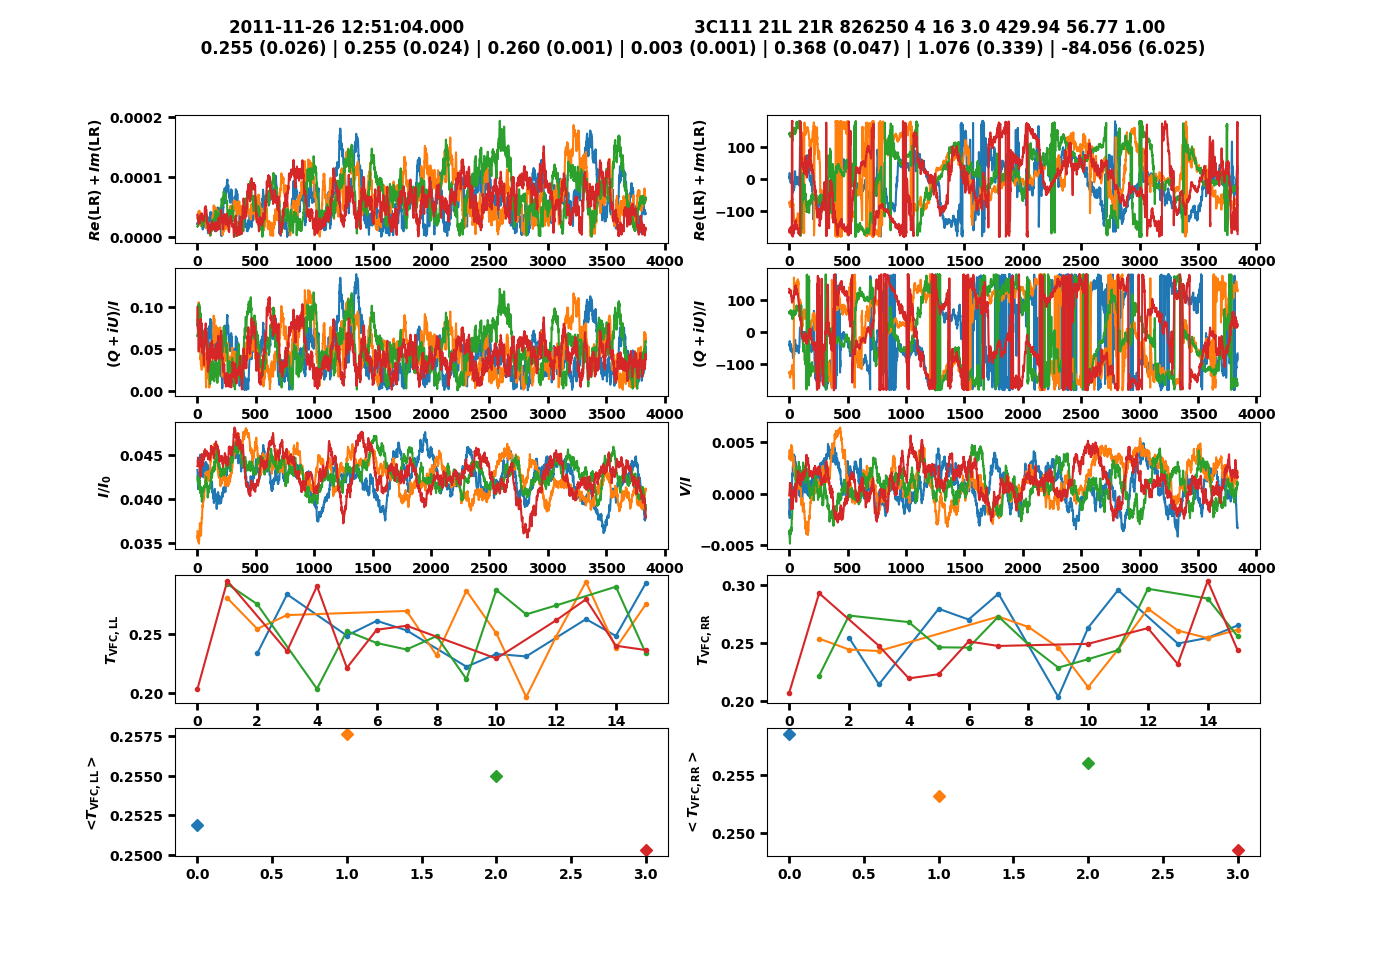 2011-11-26 12:51:04.000 3C111 21L 21R 826250 4 16 3.0 429.94 56.77 1.00
0.255 (0.026) | 0.255 (0.024) | 0.260 (0.001) | 0.003 (0.001) | 0.368 (0.047) | 1.076 (0.339) | -84.056 (6.025)
Re(LR) + Im(LR)
0.0002
0.0001
0.0000
0 500 1000 1500 2000 2500 3000 3500 4000
Re(LR) + Im(LR)
100
0
−100
0 500 1000 1500 2000 2500 3000 3500 4000
(Q + iU)/I
0.10
0.05
0.00
0 500 1000 1500 2000 2500 3000 3500 4000
(Q + iU)/I
100
0
−100
0 500 1000 1500 2000 2500 3000 3500 4000
I/I0
0.045
0.040
0.035
0 500 1000 1500 2000 2500 3000 3500 4000
V/I
0.005
0.000
−0.005
0 500 1000 1500 2000 2500 3000 3500 4000
TVFC, LL
0.25
0.20
0 2 4 6 8 10 12 14
TVFC, RR
0.30
0.25
0.20
0 2 4 6 8 10 12 14
<TVFC, LL >
0.2575
0.2550
0.2525
0.2500
0.0 0.5 1.0 1.5 2.0 2.5 3.0
< TVFC, RR >
0.255
0.250
0.0 0.5 1.0 1.5 2.0 2.5 3.0